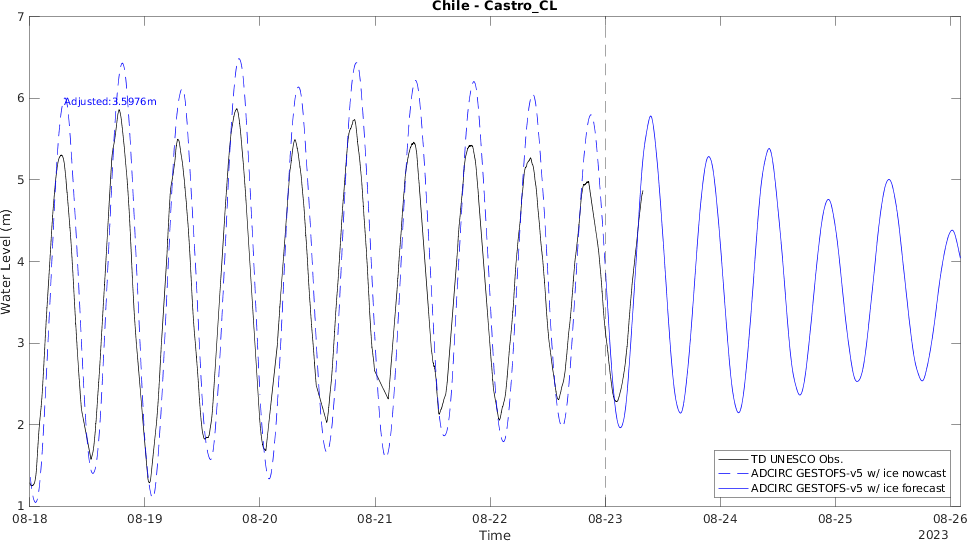 Chile - Castro_CL
7
6
5
4
3
2
1
Water Level (m)
Adjusted:3.5976m
TD UNESCO Obs.
ADCIRC GESTOFS-v5 w/ ice nowcast
ADCIRC GESTOFS-v5 w/ ice forecast
08-18 08-19 08-20 08-21 08-22 08-23 08-24 08-25 08-26
Time
2023